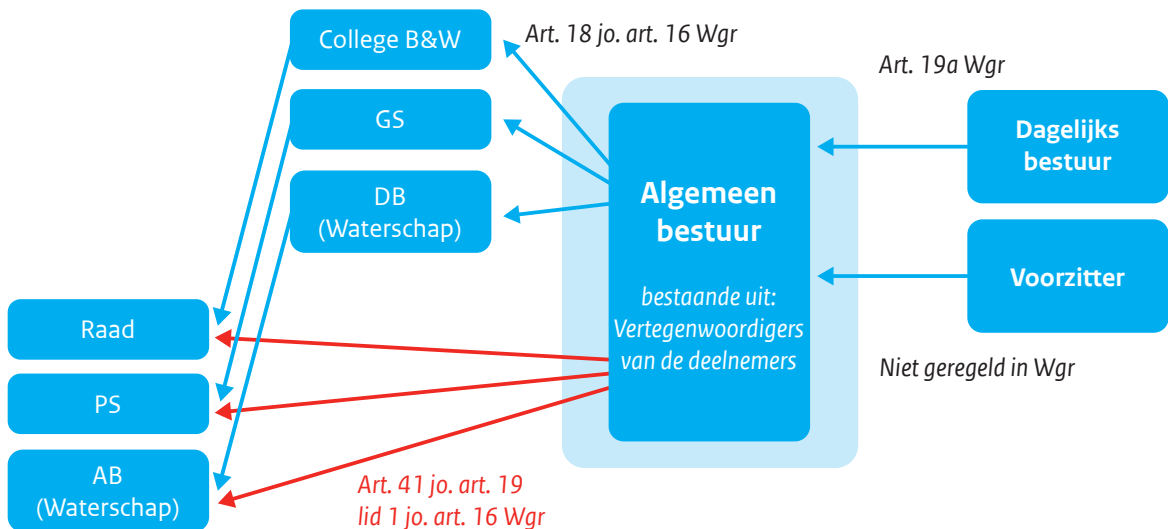 College B&W
Art. 18 jo. art. 16 Wgr
Art. 19a Wgr
GS
DB
(Waterschap)
Algemeen
bestuur
bestaande uit:
Vertegenwoordigers
van de deelnemers
Dagelijks
bestuur
Voorzitter
Niet geregeld in Wgr
Raad
PS
AB
(Waterschap)
Art. 41 jo. art. 19
lid 1 jo. art. 16 Wgr